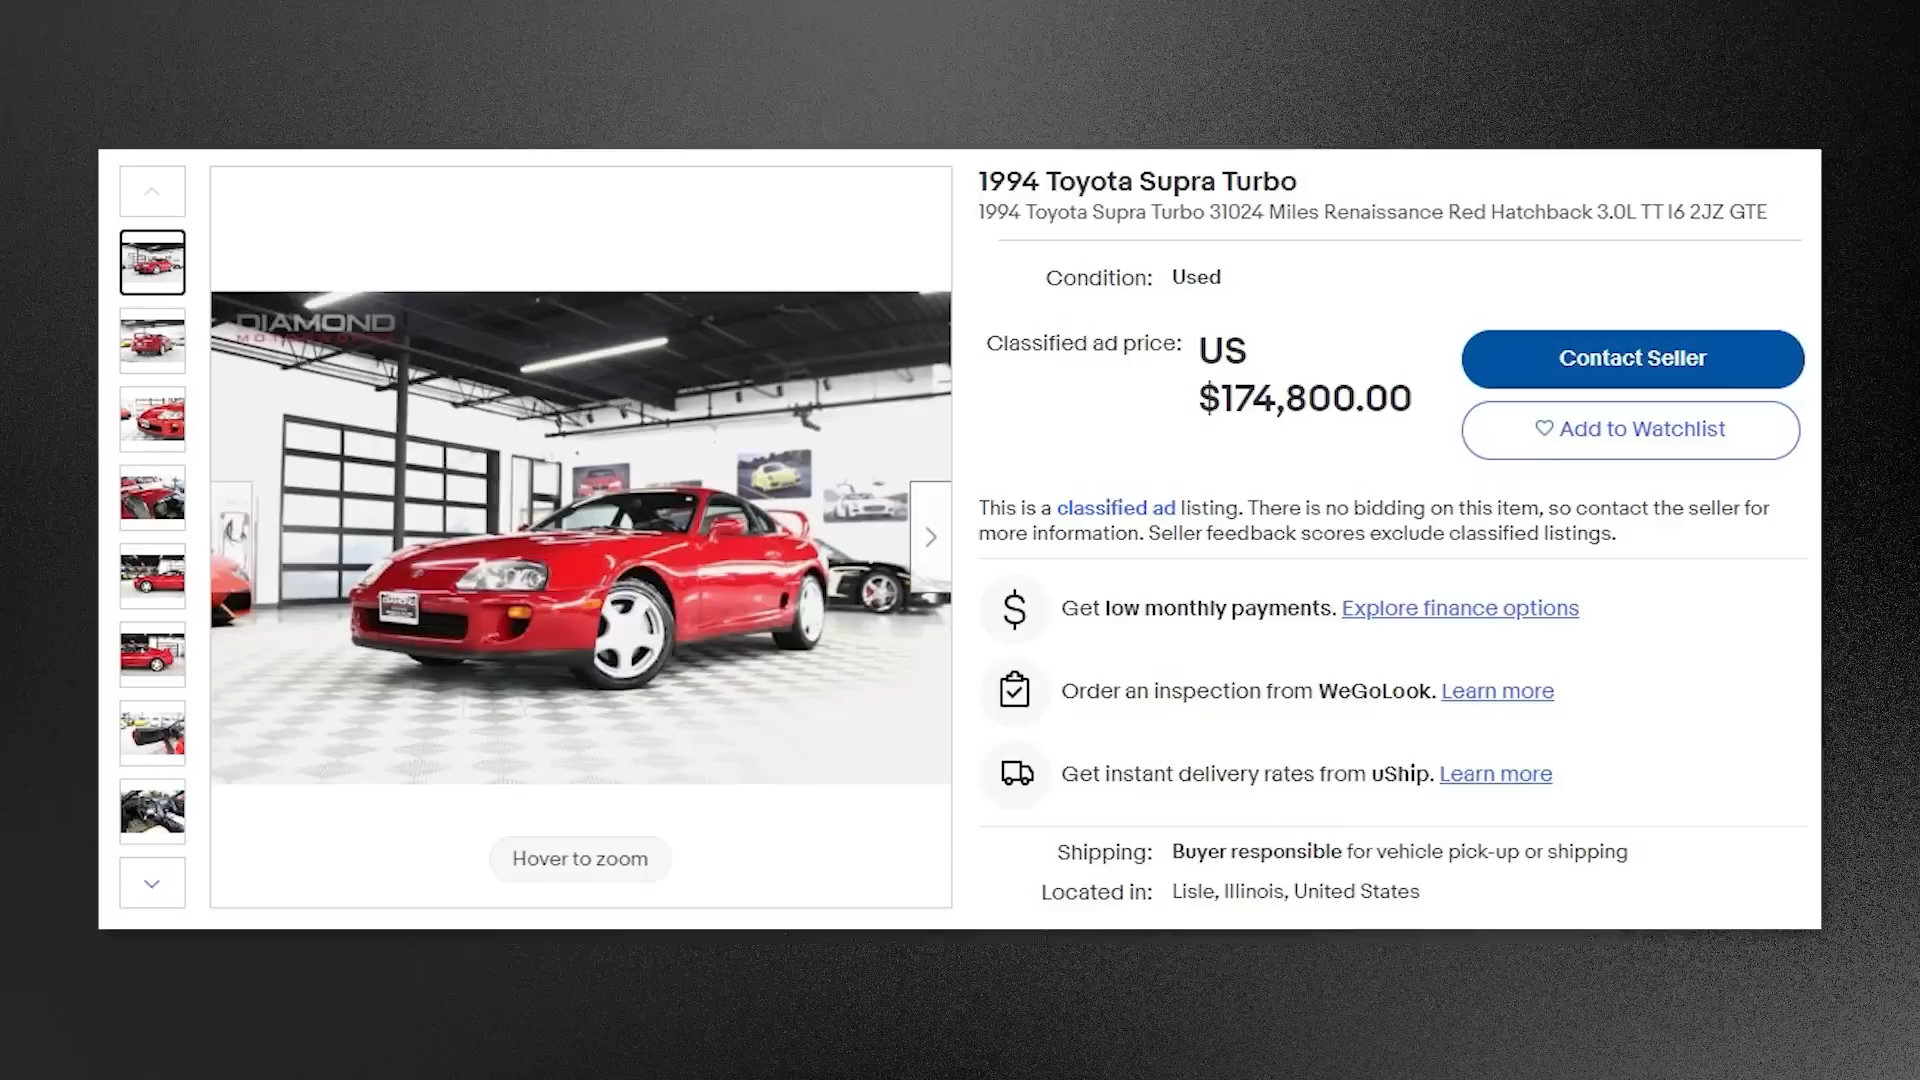 DIAMOND
MOTORWORKS
Hover to zoom
1994 Toyota Supra Turbo
1994 Toyota Supra Turbo 31024 Miles Renaissance Red Hatchback 3.0L TT I6 2JZ GTE
Condition: Used
Classified ad price: US
$174,800.00
Contact Seller
Add to Watchlist
This is a classified ad listing. There is no bidding on this item, so contact the seller for
more information. Seller feedback scores exclude classified listings.
Get low monthly payments. Explore finance options
Order an inspection from WeGoLook. Learn more
Get instant delivery rates from uShip. Learn more
Shipping: Buyer responsible for vehicle pick-up or shipping
Located in: Lisle, Illinois, United States